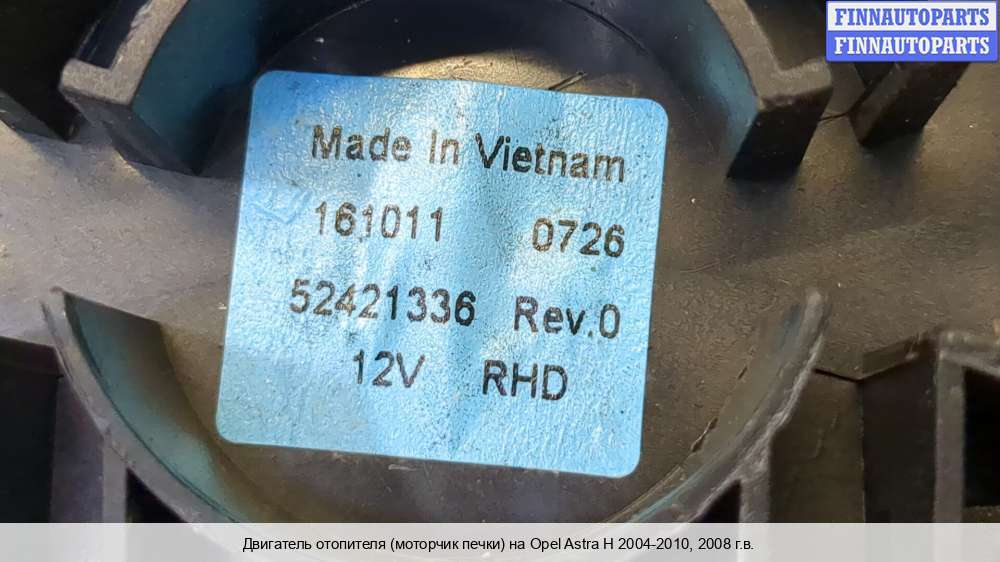 FINNAUTOPARTS
FINNAUTOPARTS
Made In Vietnam
161011 0726
52421336 Rev.0
12V RHD
Двигатель отопителя (моторчик печки) на Opel Astra H 2004-2010, 2008 г.в.